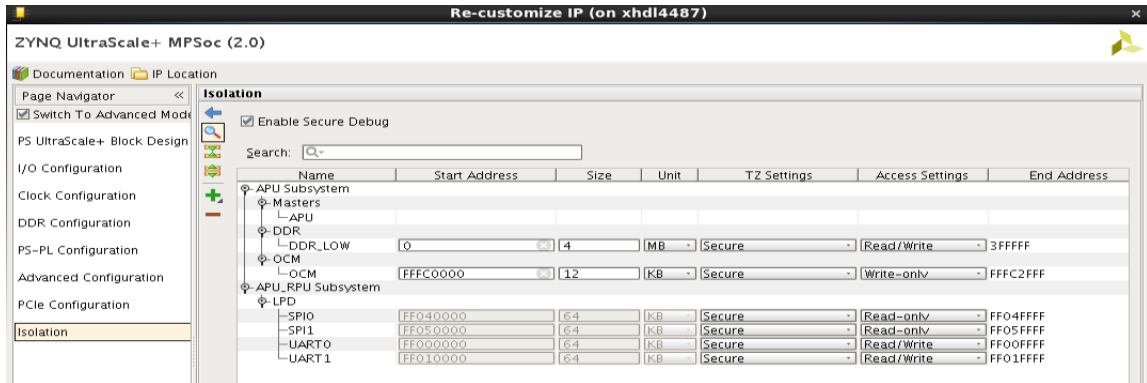 Re-customize IP (on xhdl4487)
ZYNQ UltraScale+ MPSoc (2.0)
Documentation IP Location
Page Navigator «
Switch To Advanced Mode
PS UltraScale+ Block Design
I/O Configuration
Clock Configuration
DDR Configuration
PS-PL Configuration
Advanced Configuration
PCIe Configuration
Isolation
Isolation
Enable Secure Debug
Search:
Name Start Address Size Unit TZ Settings Access Settings End Address
APU Subsystem
Masters
APU
DDR
DDR_LOW 0 4 MB Secure Read/Write 3FFFFF
OCM
OCM FFFC0000 12 KB Secure Write-only FFFC2FFF
APU_RPU Subsystem
LPD
SPI0 FF040000 64 KB Secure Read-only FF04FFFF
SPI1 FF050000 64 KB Secure Read-only FF05FFFF
UART0 FF000000 64 KB Secure Read/Write FF00FFFF
UART1 FF010000 64 KB Secure Read/Write FF01FFFF